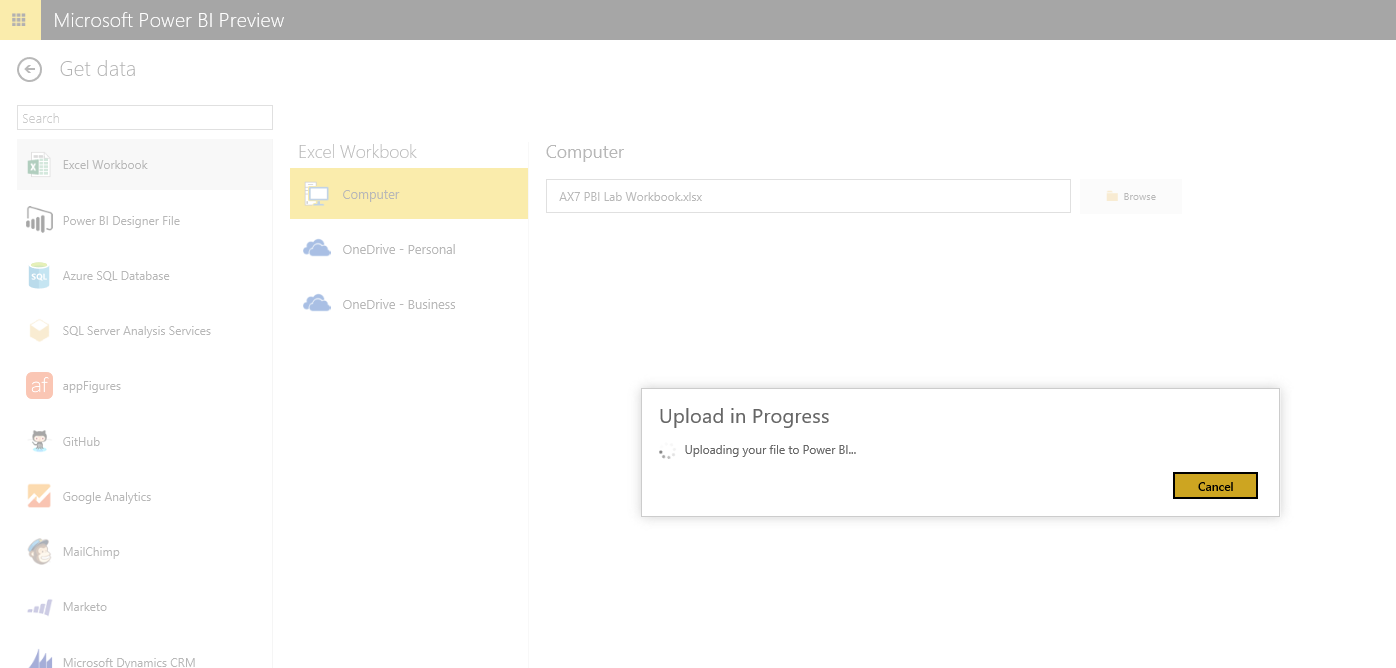 Microsoft Power BI Preview
Get data
Search
Excel Workbook
Power BI Designer File
SQL
Azure SQL Database
SQL Server Analysis Services
af
appFigures
GitHub
Google Analytics
MailChimp
Marketo
Microsoft Dynamics CRM
Excel Workbook
Computer
OneDrive - Personal
OneDrive - Business
Computer
AX7 PBI Lab Workbook.xlsx
Browse
Upload in Progress
Uploading your file to Power BI...
Cancel